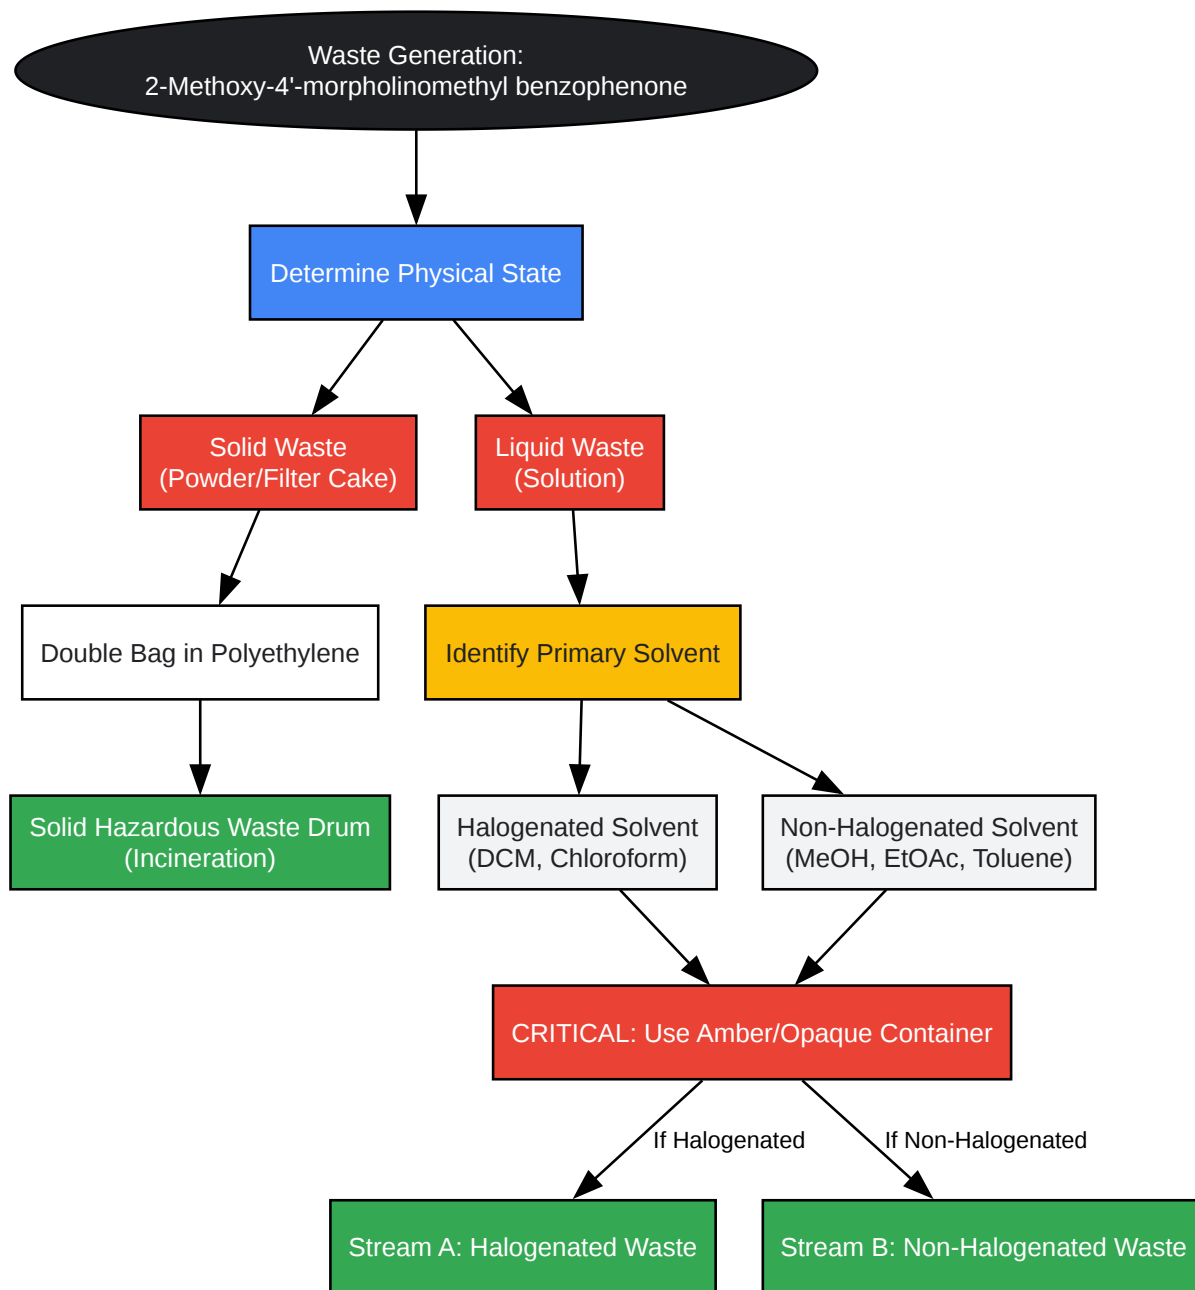 Waste Generation:
2-Methoxy-4'-morpholinomethyl benzophenone
Determine Physical State
Solid Waste
(Powder/Filter Cake)
Liquid Waste
(Solution)
Double Bag in Polyethylene
Identify Primary Solvent
Solid Hazardous Waste Drum
(Incineration)
Halogenated Solvent
(DCM, Chloroform)
Non-Halogenated Solvent
(MeOH, EtOAc, Toluene)
CRITICAL: Use Amber/Opaque Container
If Halogenated
If Non-Halogenated
Stream A: Halogenated Waste
Stream B: Non-Halogenated Waste